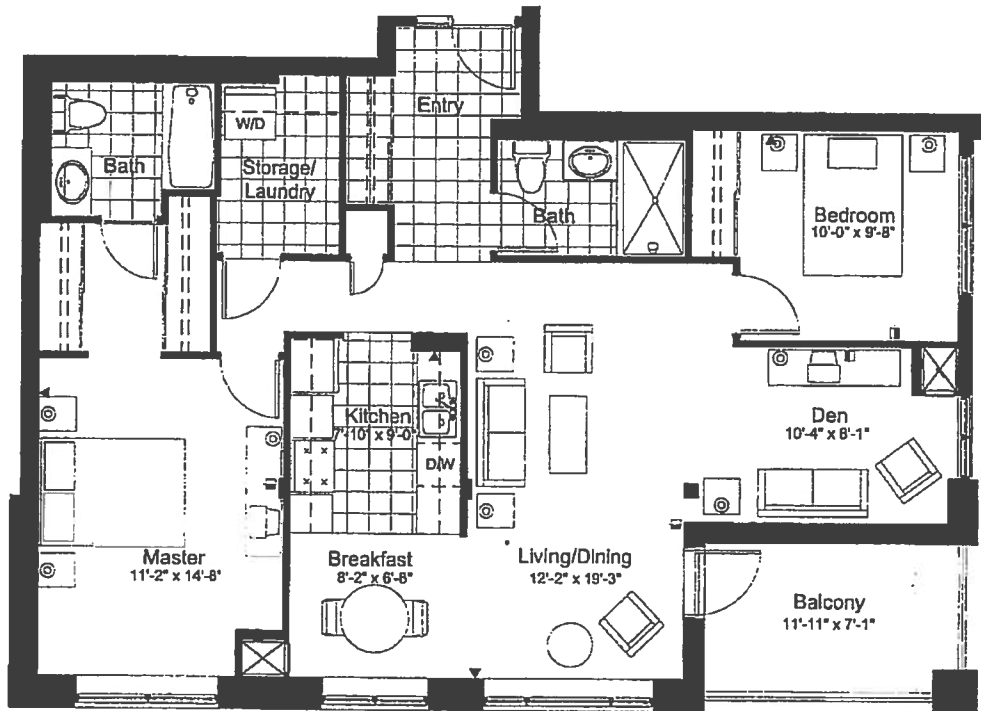 Entry
W/D
Bath
Storage/
Laundry
Bath
Bedroom
10'-0" x 9'-8"
Kitchen
7'-10" x 9'-0"
D/W
Den
10'-4" x 8'-1"
Master
11'-2" x 14'-8"
Breakfast
8'-2" x 6'-8"
Living/Dining
12'-2" x 19'-3"
Balcony
11'-11" x 7'-1"